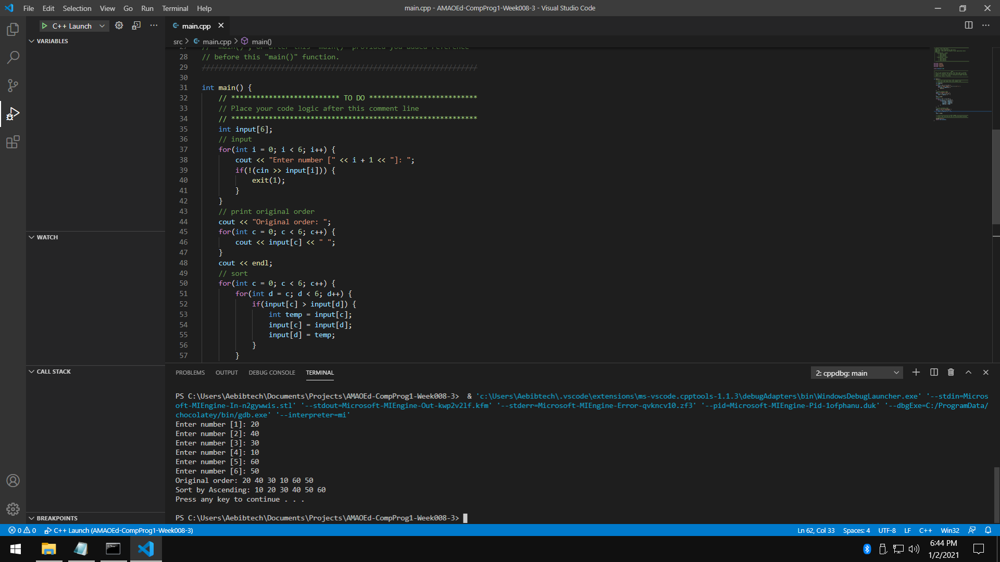 File Edit Selection View Go Run Terminal Help
main.cpp - AMAOEd-CompProg1-Week008-3 - Visual Studio Code
C++ Launch
main.cpp
VARIABLES
src > main.cpp > main()
27 // "main()", or after this "main()" provided you added reference
28 // before this "main()" function.
29 //////////////////////////////////////////////////////////////////
30
31 int main() {
32 // ************************** TO DO **************************
33 // Place your code logic after this comment line
34 // ***********************************************************
35 int input[6];
36 // input
37 for(int i = 0; i < 6; i++) {
38 cout << "Enter number [" << i + 1 << "]: ";
39 if(!(cin >> input[i])) {
40 exit(1);
41 }
42 }
43 // print original order
44 cout << "Original order: ";
45 for(int c = 0; c < 6; c++) {
46 cout << input[c] << " ";
47 }
48 cout << endl;
49 // sort
50 for(int c = 0; c < 6; c++) {
51 for(int d = c; d < 6; d++) {
52 if(input[c] > input[d]) {
53 int temp = input[c];
54 input[c] = input[d];
55 input[d] = temp;
56 }
57 }
WATCH
CALL STACK
BREAKPOINTS
PROBLEMS OUTPUT DEBUG CONSOLE TERMINAL
2: cppdbg: main
PS C:\Users\Aebibtech\Documents\Projects\AMAOEd-CompProg1-Week008-3> & 'c:\Users\Aebibtech\.vscode\extensions\ms-vscode.cpptools-1.1.3\debugAdapters\bin\WindowsDebugLauncher.exe' '--stdin=Micros
oft-MIEngine-In-n2gywwis.stl' '--stdout=Microsoft-MIEngine-Out-kwp2v2lf.kfm' '--stderr=Microsoft-MIEngine-Error-qvkncv10.zf3' '--pid=Microsoft-MIEngine-Pid-1ofphanu.duk' '--dbgExe=C:/ProgramData/
chocolatey/bin/gdb.exe' '--interpreter=mi'
Enter number [1]: 20
Enter number [2]: 40
Enter number [3]: 30
Enter number [4]: 10
Enter number [5]: 60
Enter number [6]: 50
Original order: 20 40 30 10 60 50
Sort by Ascending: 10 20 30 40 50 60
Press any key to continue . . .
PS C:\Users\Aebibtech\Documents\Projects\AMAOEd-CompProg1-Week008-3>
0 0 C++ Launch (AMAOEd-CompProg1-Week008-3)
Ln 62, Col 33 Spaces: 4 UTF-8 LF C++ Win32
6:44 PM
1/2/2021